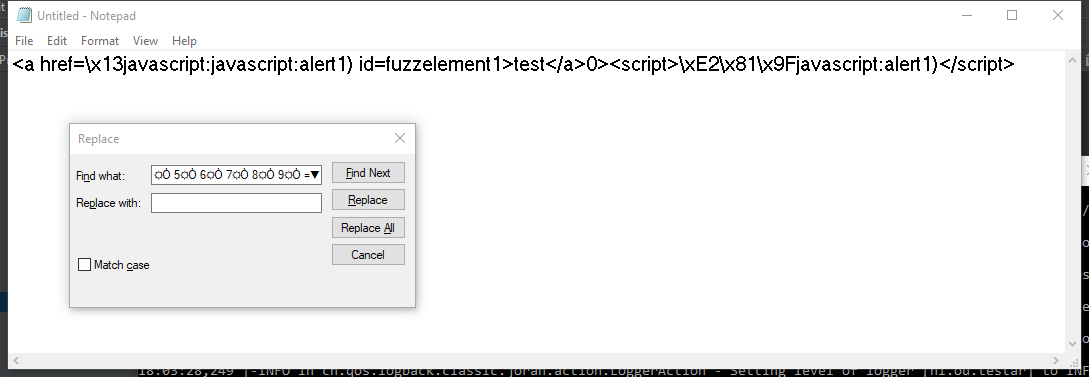 Untitled - Notepad
File Edit Format View Help
<a href=\x13javascript:javascript:alert1) id=fuzzelement1>test</a>0><script>\xE2\x81\x9Fjavascript:alert1)</script>
Replace
Find what: ¤Ô 5¤Ô 6¤Ô 7¤Ô 8¤Ô 9¤Ô =▼ Find Next
Replace with: Replace
Replace All
Cancel
Match case
18:03:28,249 |-INFO in ch.qos.logback.classic.joran.action.LoggerAction - Setting level of logger [nl.ou.testar] to INF